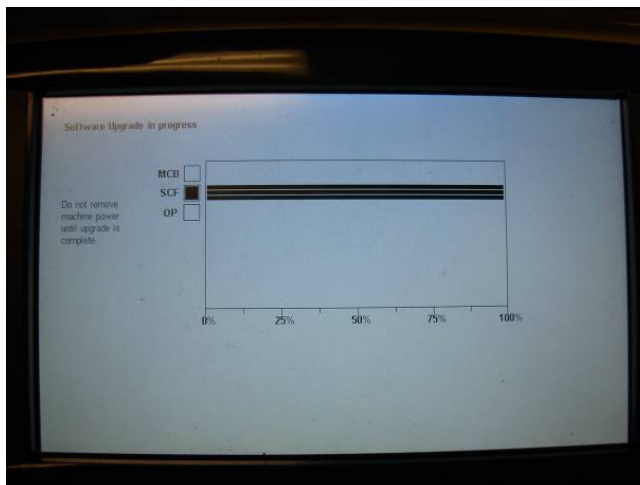 Software Upgrade in progress
MCB
SCF
OP
Do not remove
machine power
until upgrade is
complete.
0% 25% 50% 75% 100%